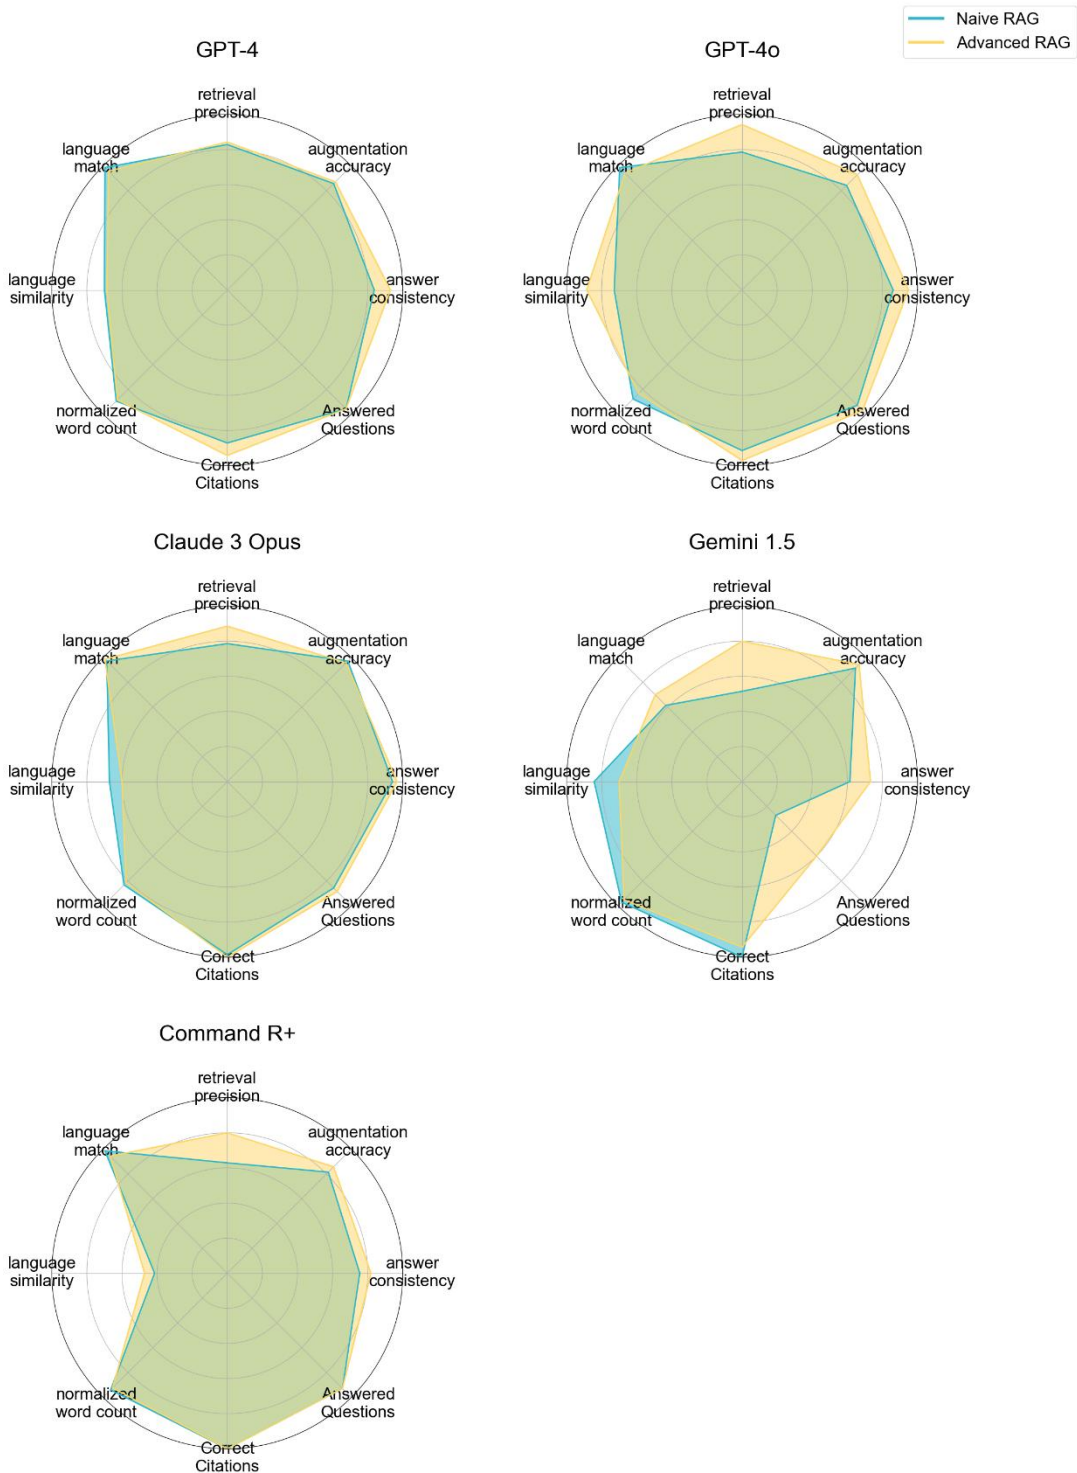 Naive RAG
Advanced RAG
GPT-4
retrieval
precision
augmentation
accuracy
answer
consistency
Answered
Questions
Correct
Citations
normalized
word count
language
similarity
language
match
GPT-4o
retrieval
precision
augmentation
accuracy
answer
consistency
Answered
Questions
Correct
Citations
normalized
word count
language
similarity
language
match
Claude 3 Opus
retrieval
precision
augmentation
accuracy
answer
consistency
Answered
Questions
Correct
Citations
normalized
word count
language
similarity
language
match
Gemini 1.5
retrieval
precision
augmentation
accuracy
answer
consistency
Answered
Questions
Correct
Citations
normalized
word count
language
similarity
language
match
Command R+
retrieval
precision
augmentation
accuracy
answer
consistency
Answered
Questions
Correct
Citations
normalized
word count
language
similarity
language
match